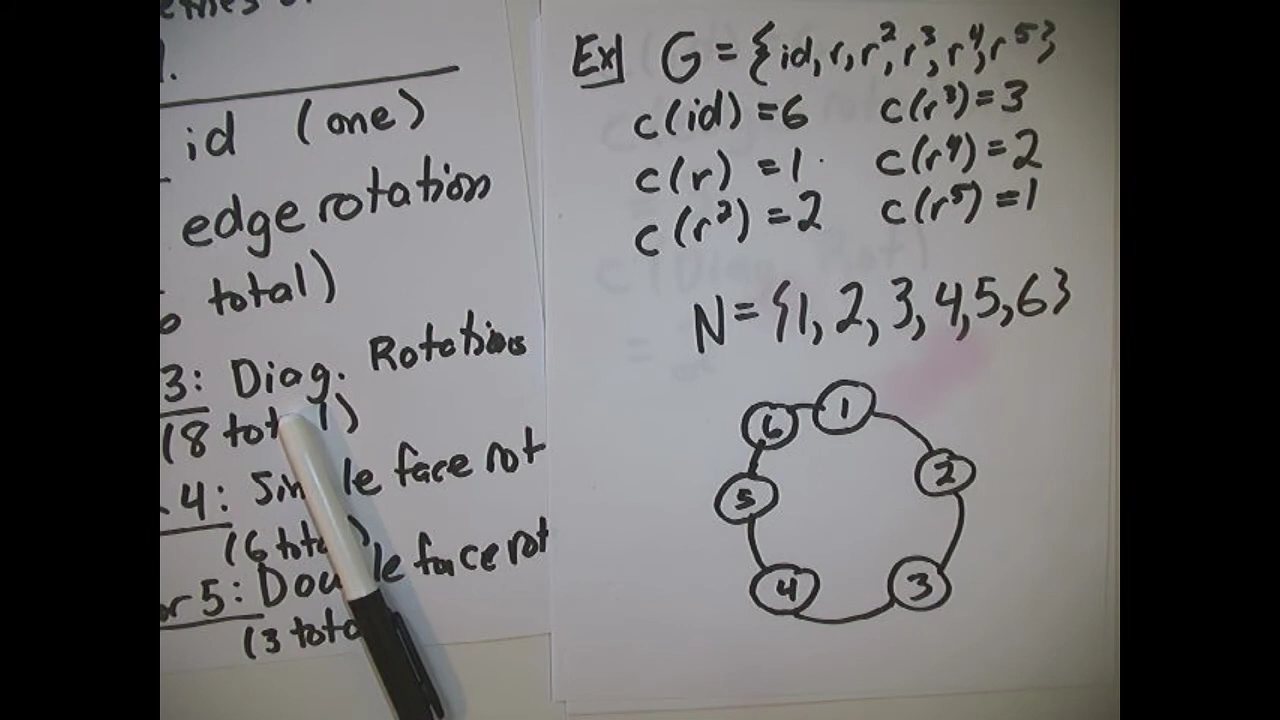 id (one)
edge rotation
total)
3: Diag. Rotations
(8 total)
4: Single face rot
(6 total)
or 5: Double face rot
(3 total
Ex) G = {id, r, r², r³, r⁴, r⁵}
c(id) = 6 c(r³) = 3
c(r) = 1 c(r⁴) = 2
c(r²) = 2 c(r⁵) = 1
N = {1, 2, 3, 4, 5, 6}
6 1
2
5
4 3